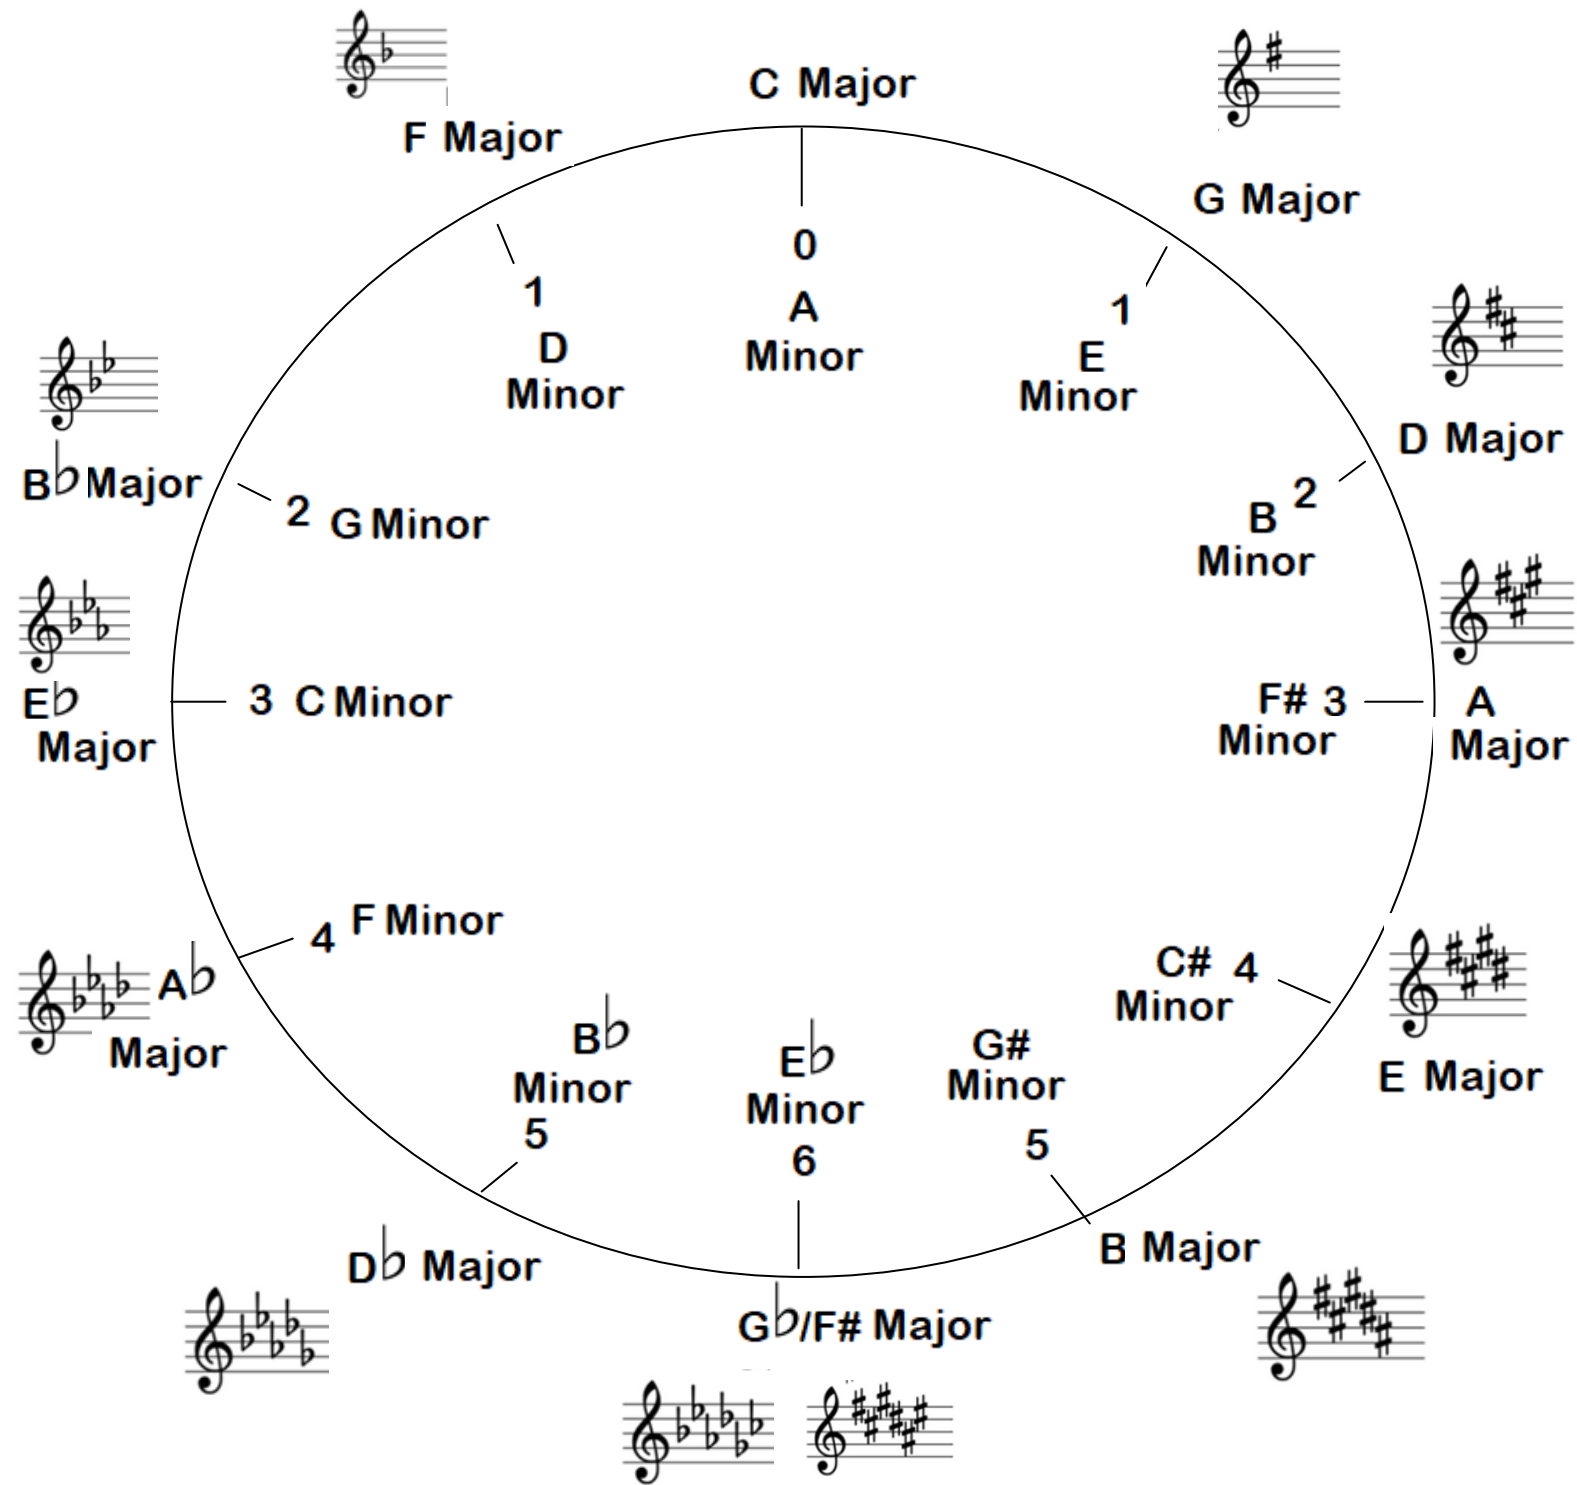 C Major
0
A
Minor
G Major
1
E
Minor
D Major
2
B
Minor
A
Major
3
F#
Minor
E Major
4
C#
Minor
B Major
5
G#
Minor
G♭/F# Major
6
E♭
Minor
D♭ Major
5
B♭
Minor
A♭
Major
4
F Minor
E♭
Major
3
C Minor
B♭ Major
2
G Minor
F Major
1
D
Minor